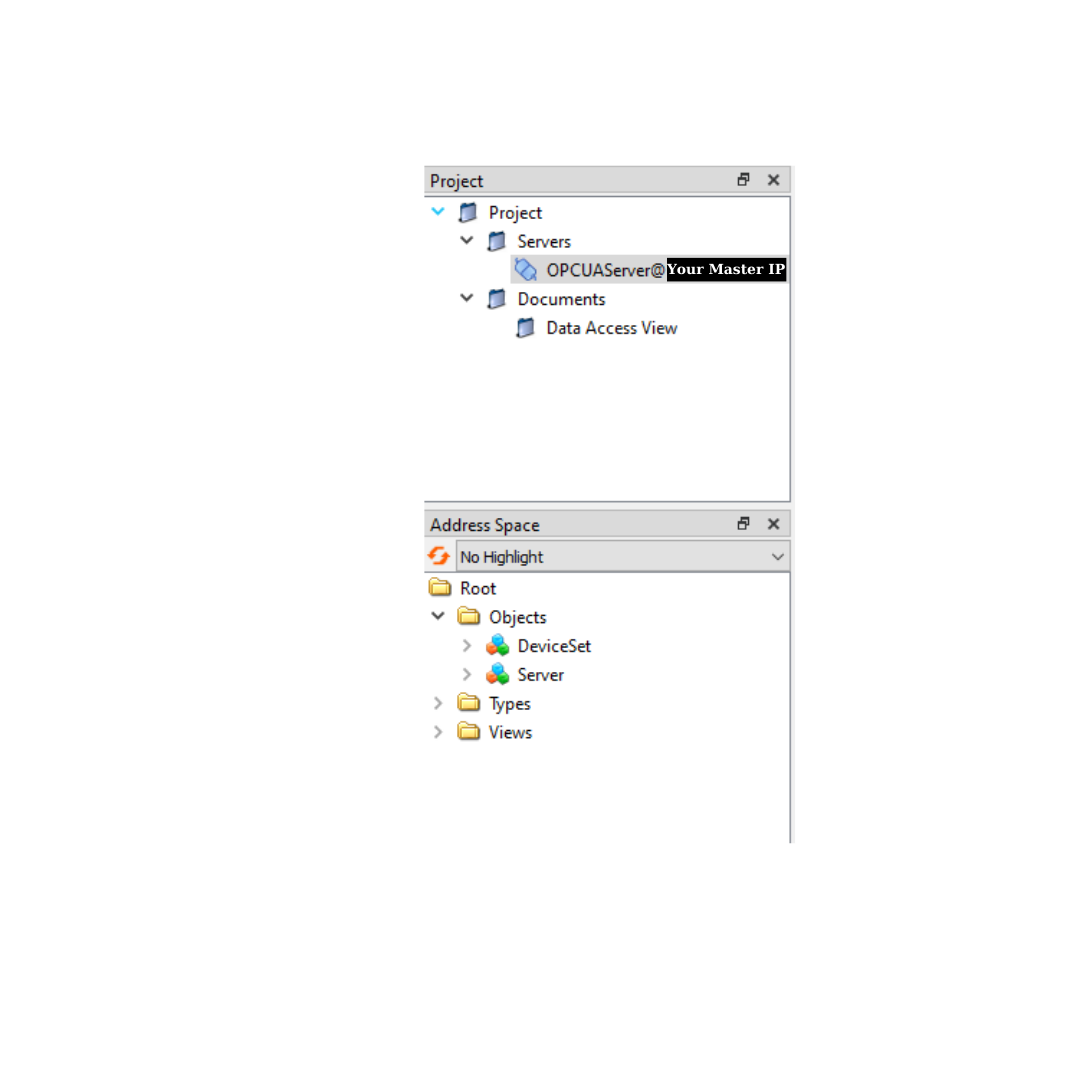 Project
Project
Servers
OPCUAServer@Your Master IP
Documents
Data Access View
Address Space
No Highlight
Root
Objects
DeviceSet
Server
Types
Views